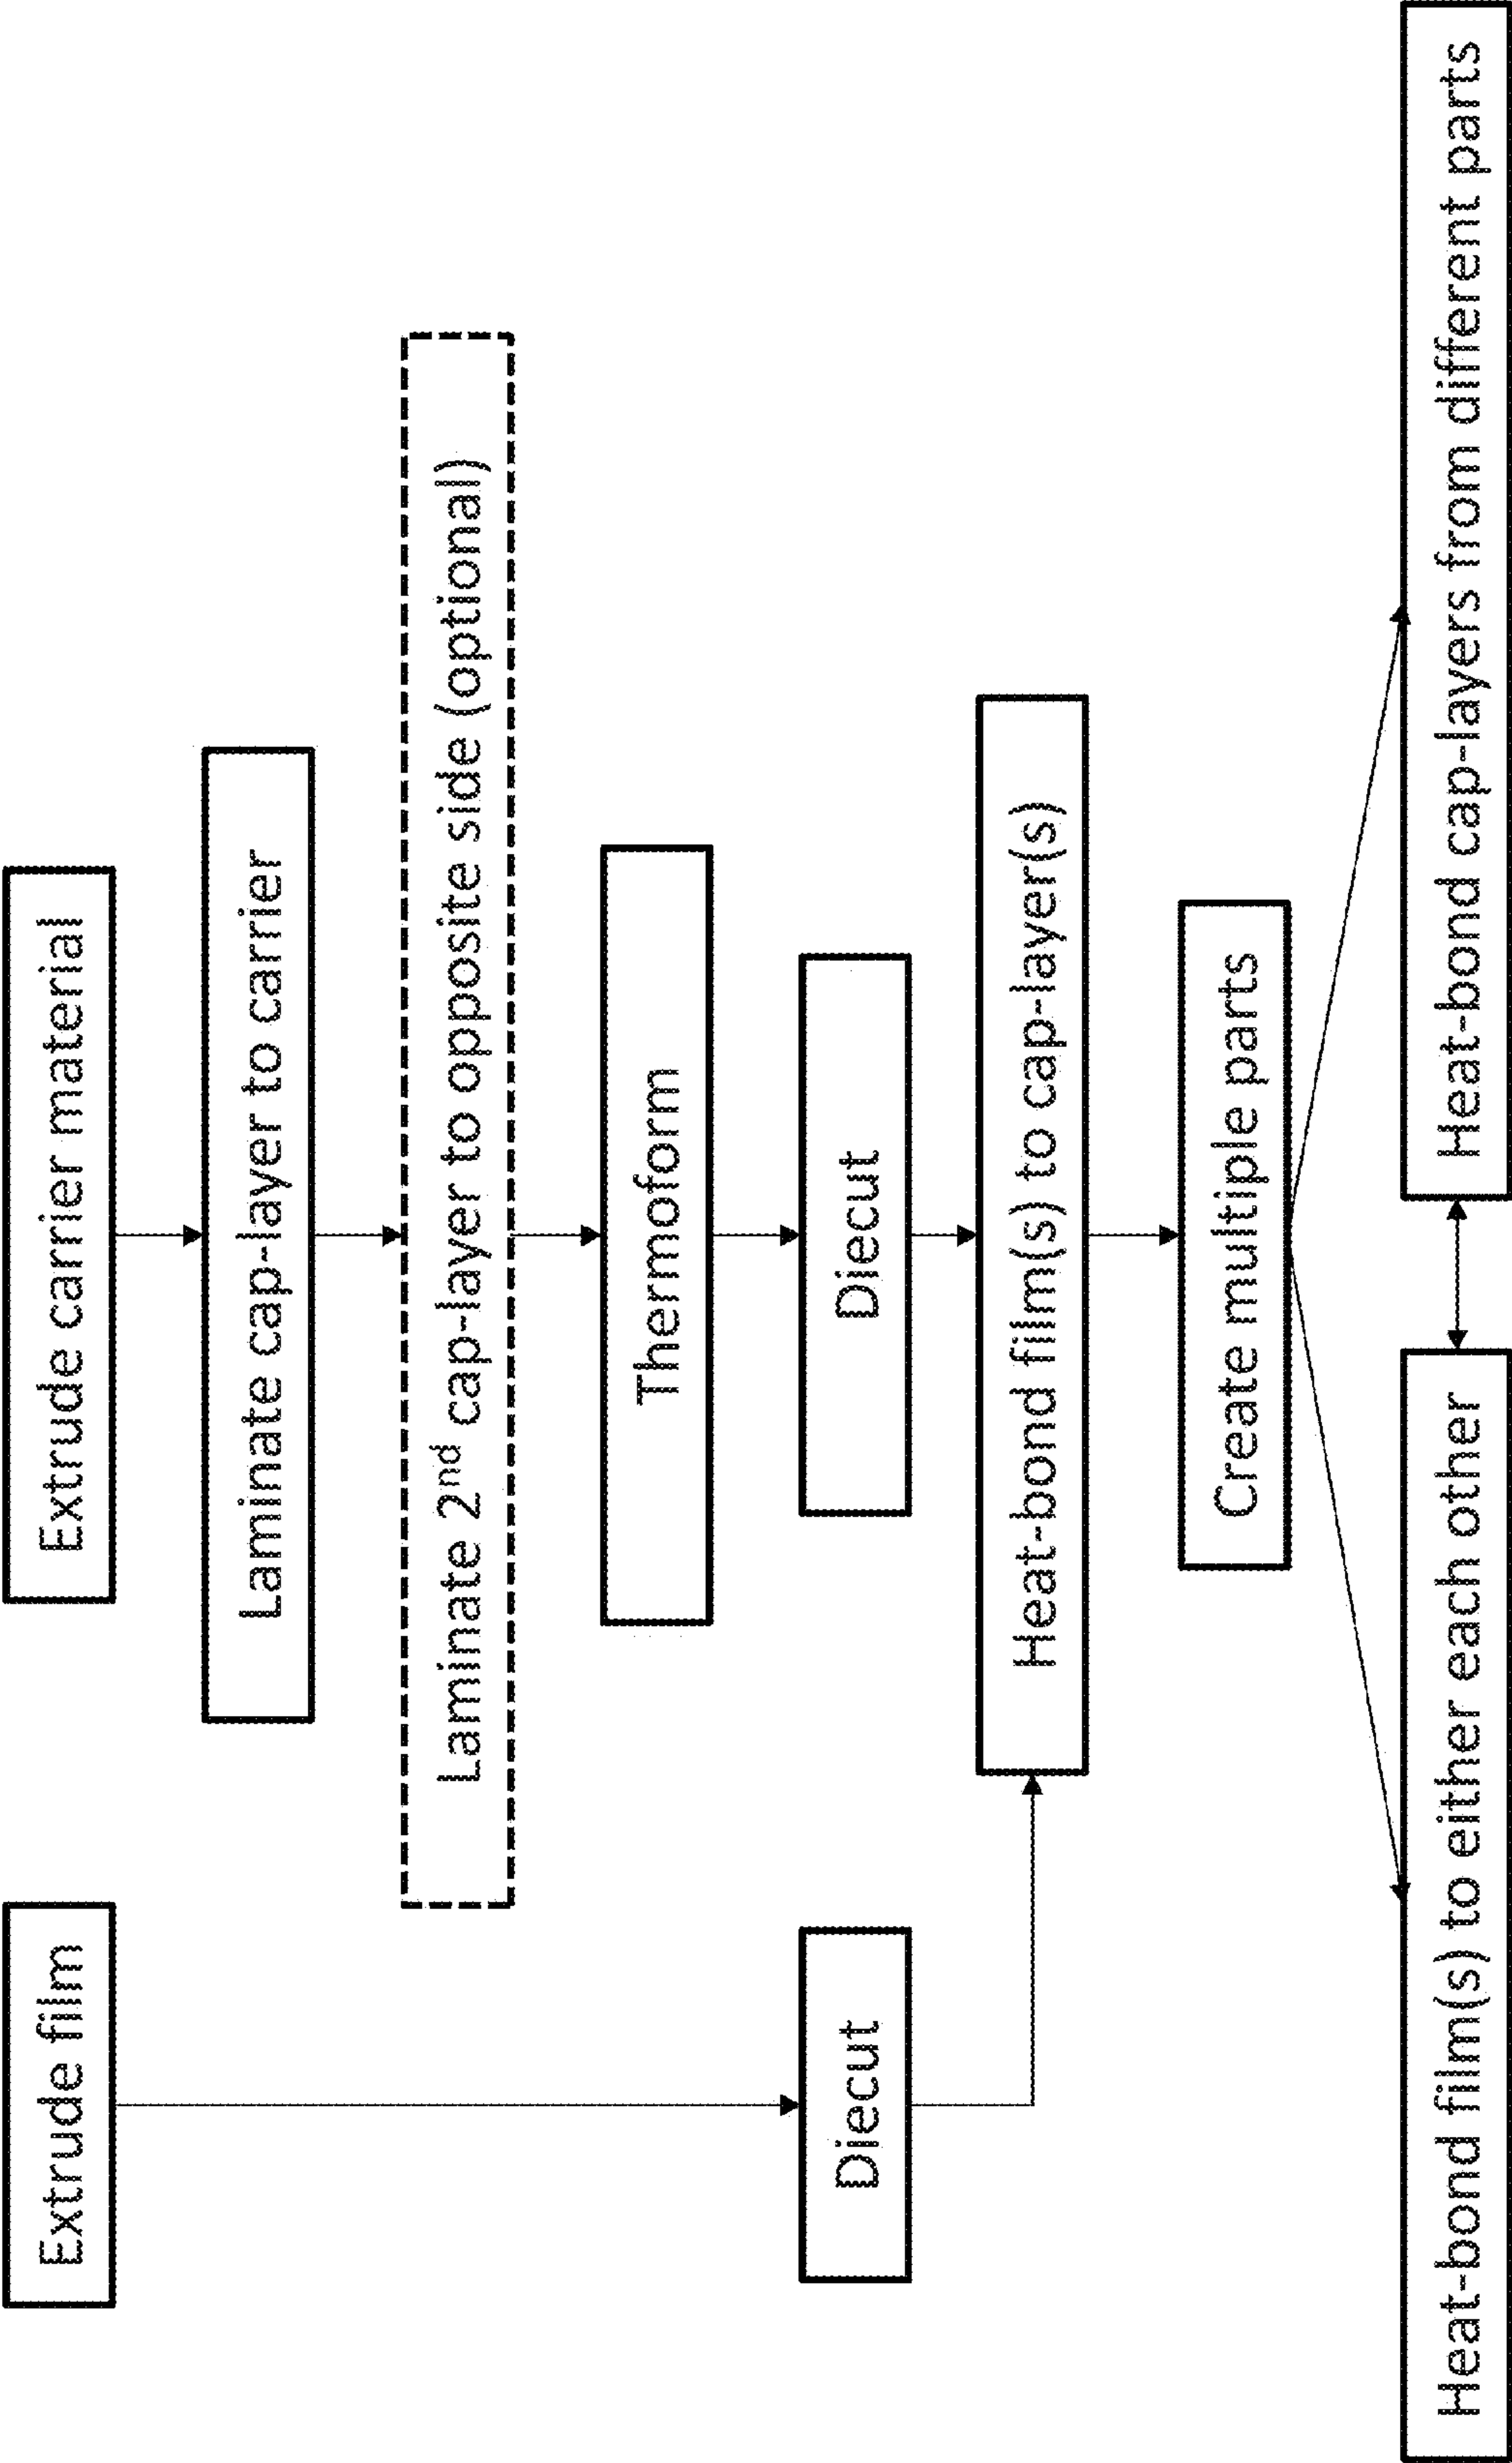 Extrude film
Extrude carrier material
Laminate cap-layer to carrier
Laminate 2nd cap-layer to opposite side (optional)
Thermoform
Diecut
Diecut
Heat-bond film(s) to cap-layer(s)
Create multiple parts
Heat-bond film(s) to either each other
Heat-bond cap-layers from different parts